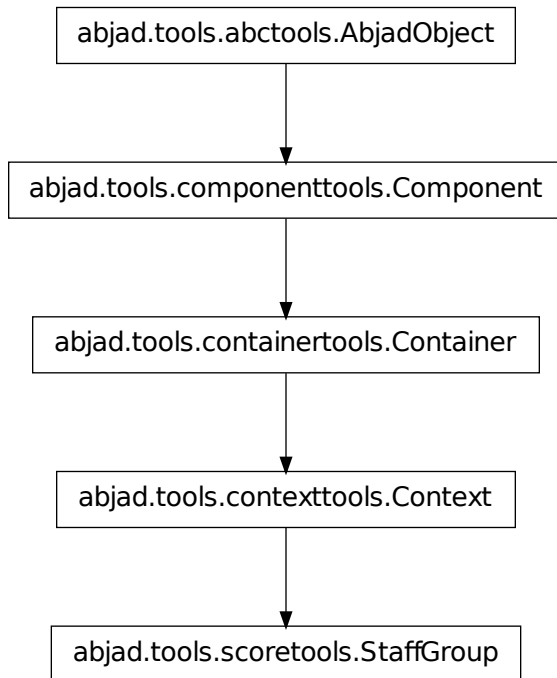 abjad.tools.abctools.AbjadObject
abjad.tools.componenttools.Component
abjad.tools.containertools.Container
abjad.tools.contexttools.Context
abjad.tools.scoretools.StaffGroup